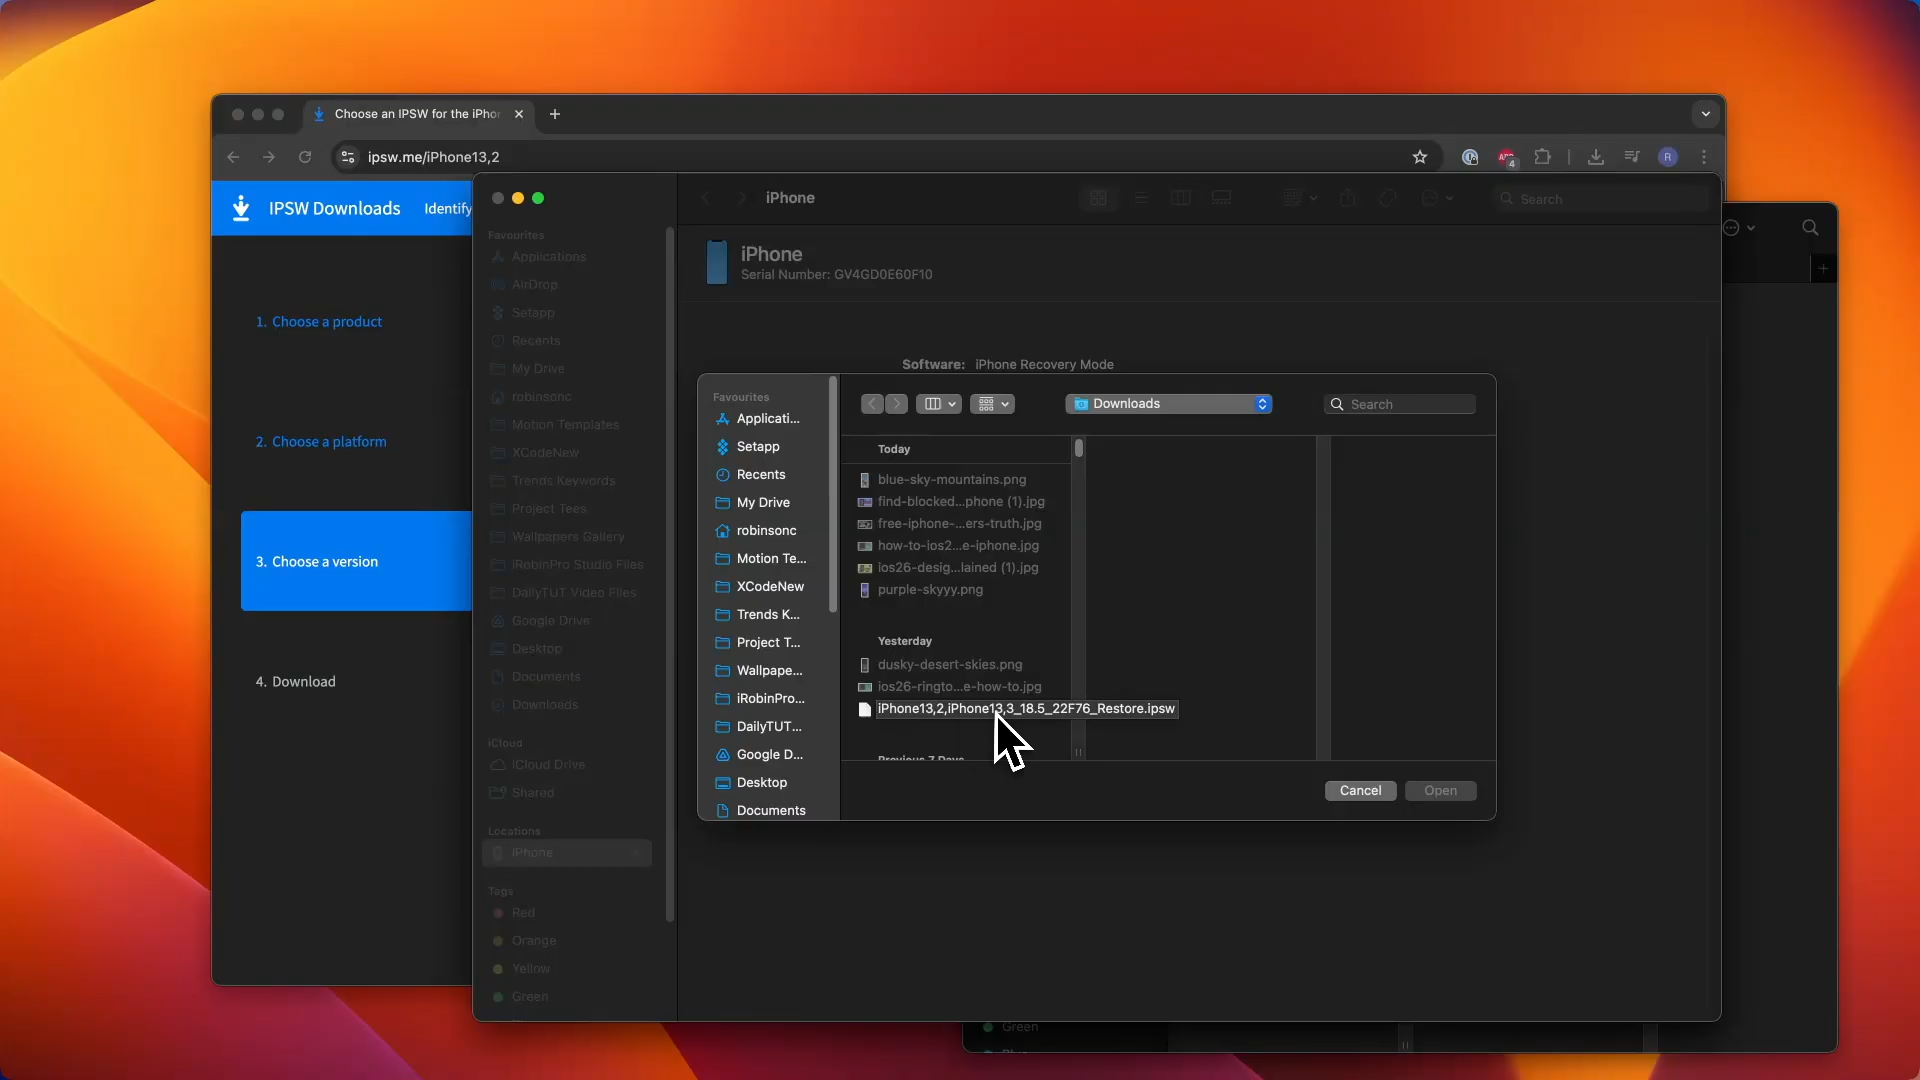 Choose an IPSW for the iPhor
ipsw.me/iPhone13,2
4
R
IPSW Downloads
Identify
1. Choose a product
2. Choose a platform
3. Choose a version
4. Download
Favourites
Applications
AirDrop
Setapp
Recents
My Drive
robinsonc
Motion Templates
XCodeNew
Trends Keywords
Project Tees
Wallpapers Gallery
iRobinPro Studio Files
DailyTUT Video Files
Google Drive
Desktop
Documents
Downloads
iCloud
iCloud Drive
Shared
Locations
iPhone
Tags
Red
Orange
Yellow
Green
iPhone
Search
iPhone
Serial Number: GV4GD0E60F10
Software: iPhone Recovery Mode
Favourites
Applicati...
Setapp
Recents
My Drive
robinsonc
Motion Te...
XCodeNew
Trends K...
Project T...
Wallpape...
iRobinPro...
DailyTUT...
Google D...
Desktop
Documents
Downloads
Search
Today
blue-sky-mountains.png
find-blocked...phone (1).jpg
free-iphone-...ers-truth.jpg
how-to-ios2...e-iphone.jpg
ios26-desig...lained (1).jpg
purple-skyyy.png
Yesterday
dusky-desert-skies.png
ios26-ringto...e-how-to.jpg
iPhone13,2,iPhone13,3_18.5_22F76_Restore.ipsw
Previous 7 Days
Cancel
Open
Green